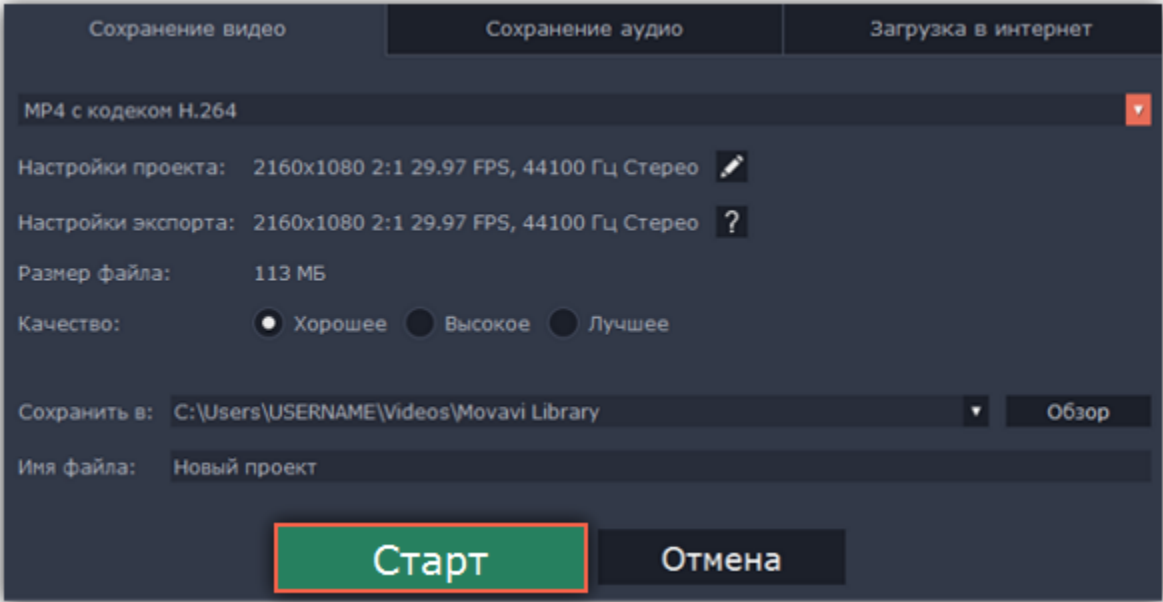 Сохранение видео Сохранение аудио Загрузка в интернет
MP4 с кодеком H.264
Настройки проекта: 2160x1080 2:1 29.97 FPS, 44100 Гц Стерео
Настройки экспорта: 2160x1080 2:1 29.97 FPS, 44100 Гц Стерео ?
Размер файла: 113 МБ
Качество: Хорошее Высокое Лучшее
Сохранить в: C:\Users\USERNAME\Videos\Movavi Library Обзор
Имя файла: Новый проект
Старт Отмена